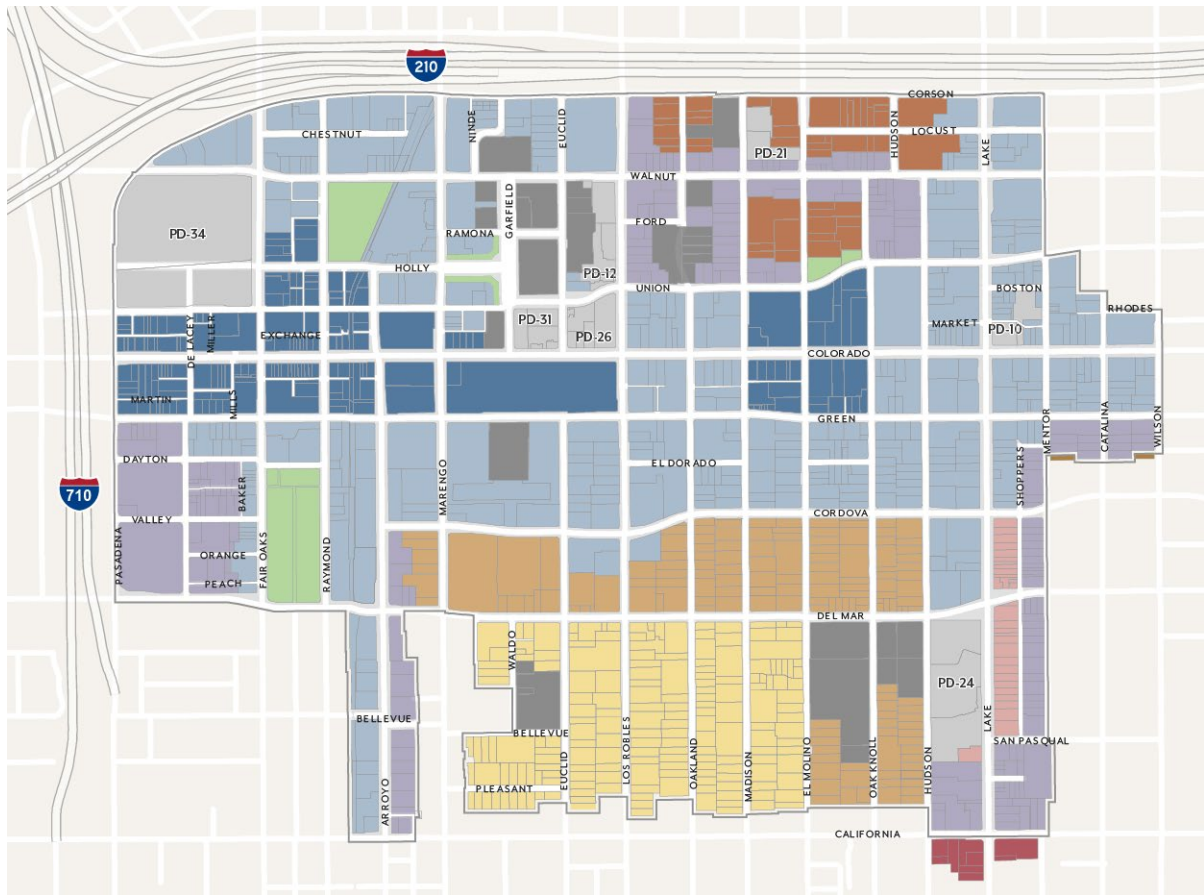 210
CORSON
CHESTNUT
NINDE
EUCLID
HUDSON
LOCUST
LAKE
PD-21
WALNUT
GARFIELD
FORD
RAMONA
PD-34
HOLLY
PD-12
UNION
BOSTON
RHODES
DE LACEY
MILLER
EXCHANGE
PD-31
PD-26
MARKET
PD-10
COLORADO
MARTIN
MILLS
GREEN
MENTOR
CATALINA
WILSON
DAYTON
EL DORADO
SHOPPERS
710
BAKER
MARENGO
VALLEY
CORDOVA
PASADENA
ORANGE
FAIR OAKS
RAYMOND
PEACH
DEL MAR
WALDO
PD-24
BELLEVUE
LAKE
BELLEVUE
SAN PASQUAL
EUCLID
LOS ROBLES
OAKLAND
MADISON
EL MOLINO
OAK KNOLL
HUDSON
PLEASANT
ARROYO
CALIFORNIA